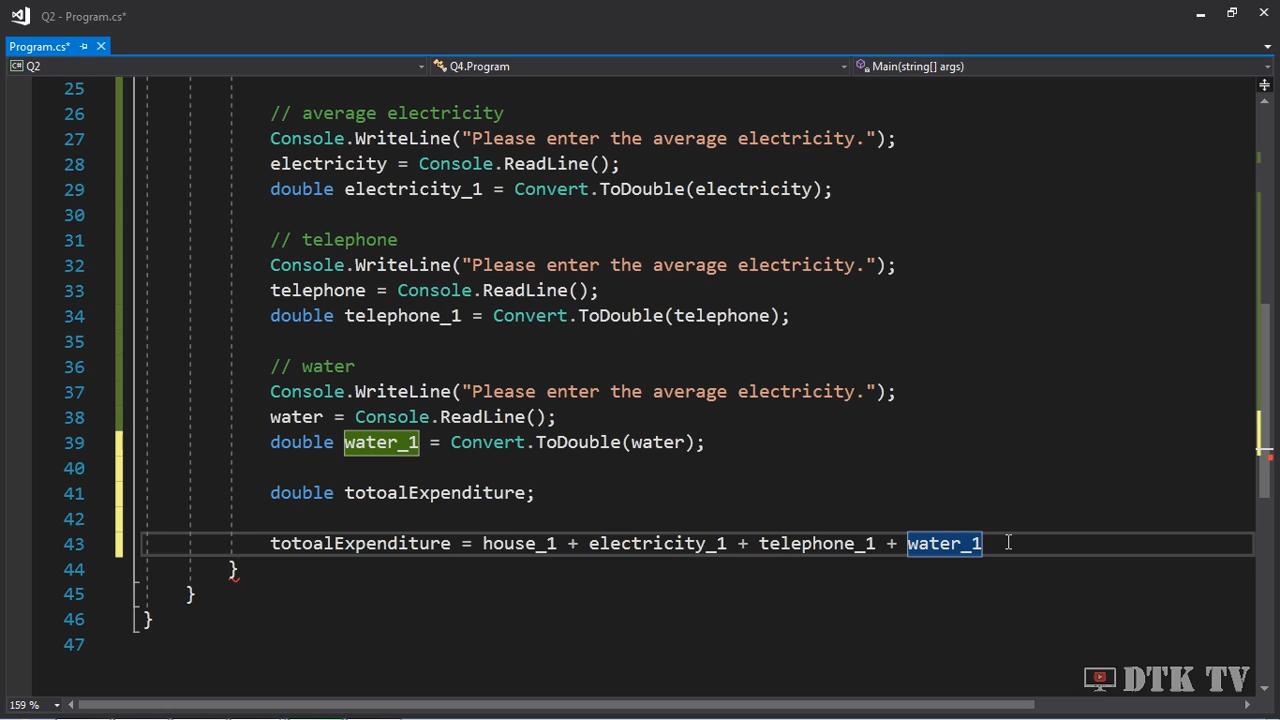 Q2 - Program.cs*
Program.cs*
Q2 Q4.Program Main(string[] args)
25
26 // average electricity
27 Console.WriteLine("Please enter the average electricity.");
28 electricity = Console.ReadLine();
29 double electricity_1 = Convert.ToDouble(electricity);
30
31 // telephone
32 Console.WriteLine("Please enter the average electricity.");
33 telephone = Console.ReadLine();
34 double telephone_1 = Convert.ToDouble(telephone);
35
36 // water
37 Console.WriteLine("Please enter the average electricity.");
38 water = Console.ReadLine();
39 double water_1 = Convert.ToDouble(water);
40
41 double totoalExpenditure;
42
43 totoalExpenditure = house_1 + electricity_1 + telephone_1 + water_1
44 }
45 }
46 }
47
DTK TV
159 %